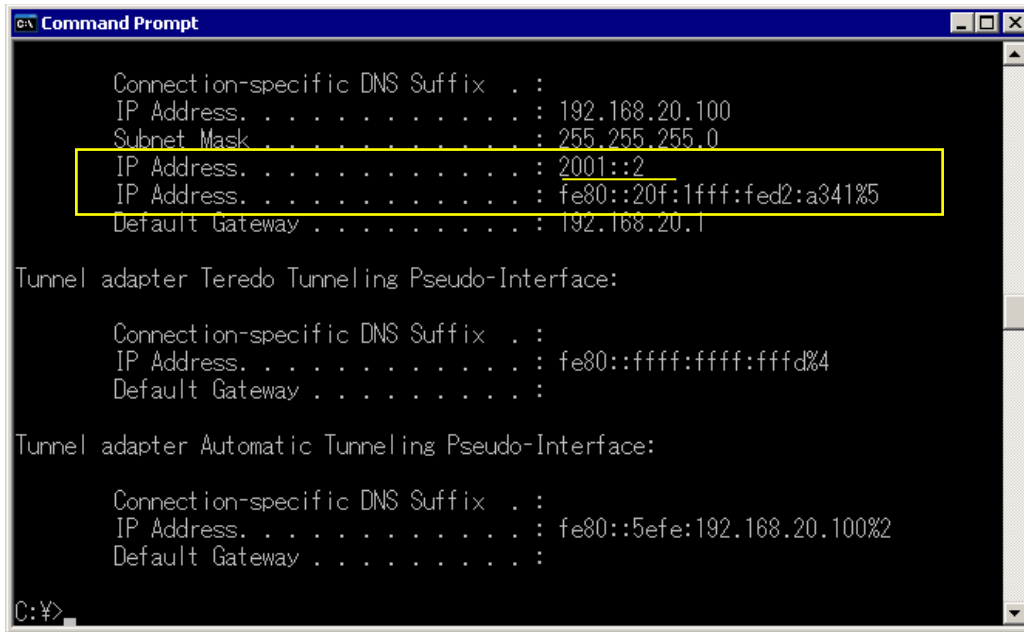 Command Prompt
Connection-specific DNS Suffix  . :
IP Address. . . . . . . . . . . . : 192.168.20.100
Subnet Mask . . . . . . . . . . . : 255.255.255.0
IP Address. . . . . . . . . . . . : 2001::2
IP Address. . . . . . . . . . . . : fe80::20f:1fff:fed2:a341%5
Default Gateway . . . . . . . . . : 192.168.20.1
Tunnel adapter Teredo Tunneling Pseudo-Interface:
Connection-specific DNS Suffix  . :
IP Address. . . . . . . . . . . . : fe80::ffff:ffff:fffd%4
Default Gateway . . . . . . . . . :
Tunnel adapter Automatic Tunneling Pseudo-Interface:
Connection-specific DNS Suffix  . :
IP Address. . . . . . . . . . . . : fe80::5efe:192.168.20.100%2
Default Gateway . . . . . . . . . :
C:¥>_